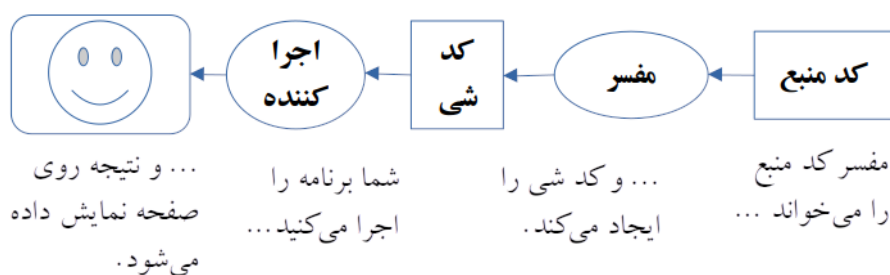 کد منبع
مفسر
کد
شی
اجرا
کننده
مفسر کد منبع
را می‌خواند ...
... و کد شی را
ایجاد می‌کند.
شما برنامه را
اجرا می‌کنید...
... و نتیجه روی
صفحه نمایش داده
می‌شود.